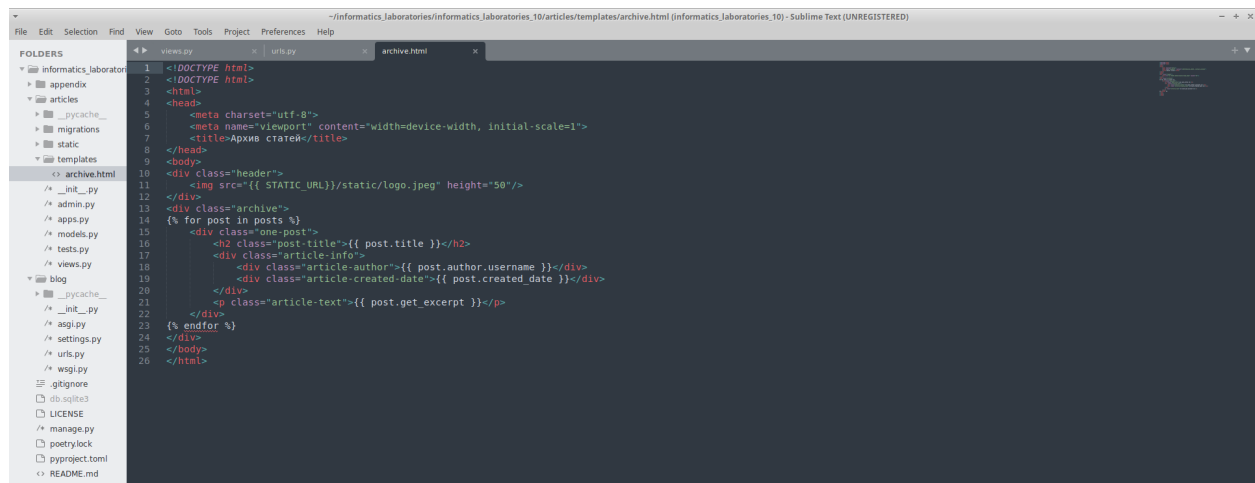 ~/informatics_laboratories/informatics_laboratories_10/articles/templates/archive.html (informatics_laboratories_10) - Sublime Text (UNREGISTERED)
File Edit Selection Find View Goto Tools Project Preferences Help
FOLDERS
informatics_laboratori
appendix
articles
__pycache__
migrations
static
templates
<> archive.html
/* __init__.py
/* admin.py
/* apps.py
/* models.py
/* tests.py
/* views.py
blog
__pycache__
/* __init__.py
/* asgi.py
/* settings.py
/* urls.py
/* wsgi.py
.gitignore
db.sqlite3
LICENSE
/* manage.py
poetry.lock
pyproject.toml
<> README.md
views.py × urls.py × archive.html ×
1 <!DOCTYPE html>
2 <!DOCTYPE html>
3 <html>
4 <head>
5 <meta charset="utf-8">
6 <meta name="viewport" content="width=device-width, initial-scale=1">
7 <title>Архив статей</title>
8 </head>
9 <body>
10 <div class="header">
11 <img src="{{ STATIC_URL}}/static/logo.jpeg" height="50"/>
12 </div>
13 <div class="archive">
14 {% for post in posts %}
15 <div class="one-post">
16 <h2 class="post-title">{{ post.title }}</h2>
17 <div class="article-info">
18 <div class="article-author">{{ post.author.username }}</div>
19 <div class="article-created-date">{{ post.created_date }}</div>
20 </div>
21 <p class="article-text">{{ post.get_excerpt }}</p>
22 </div>
23 {% endfor %}
24 </div>
25 </body>
26 </html>